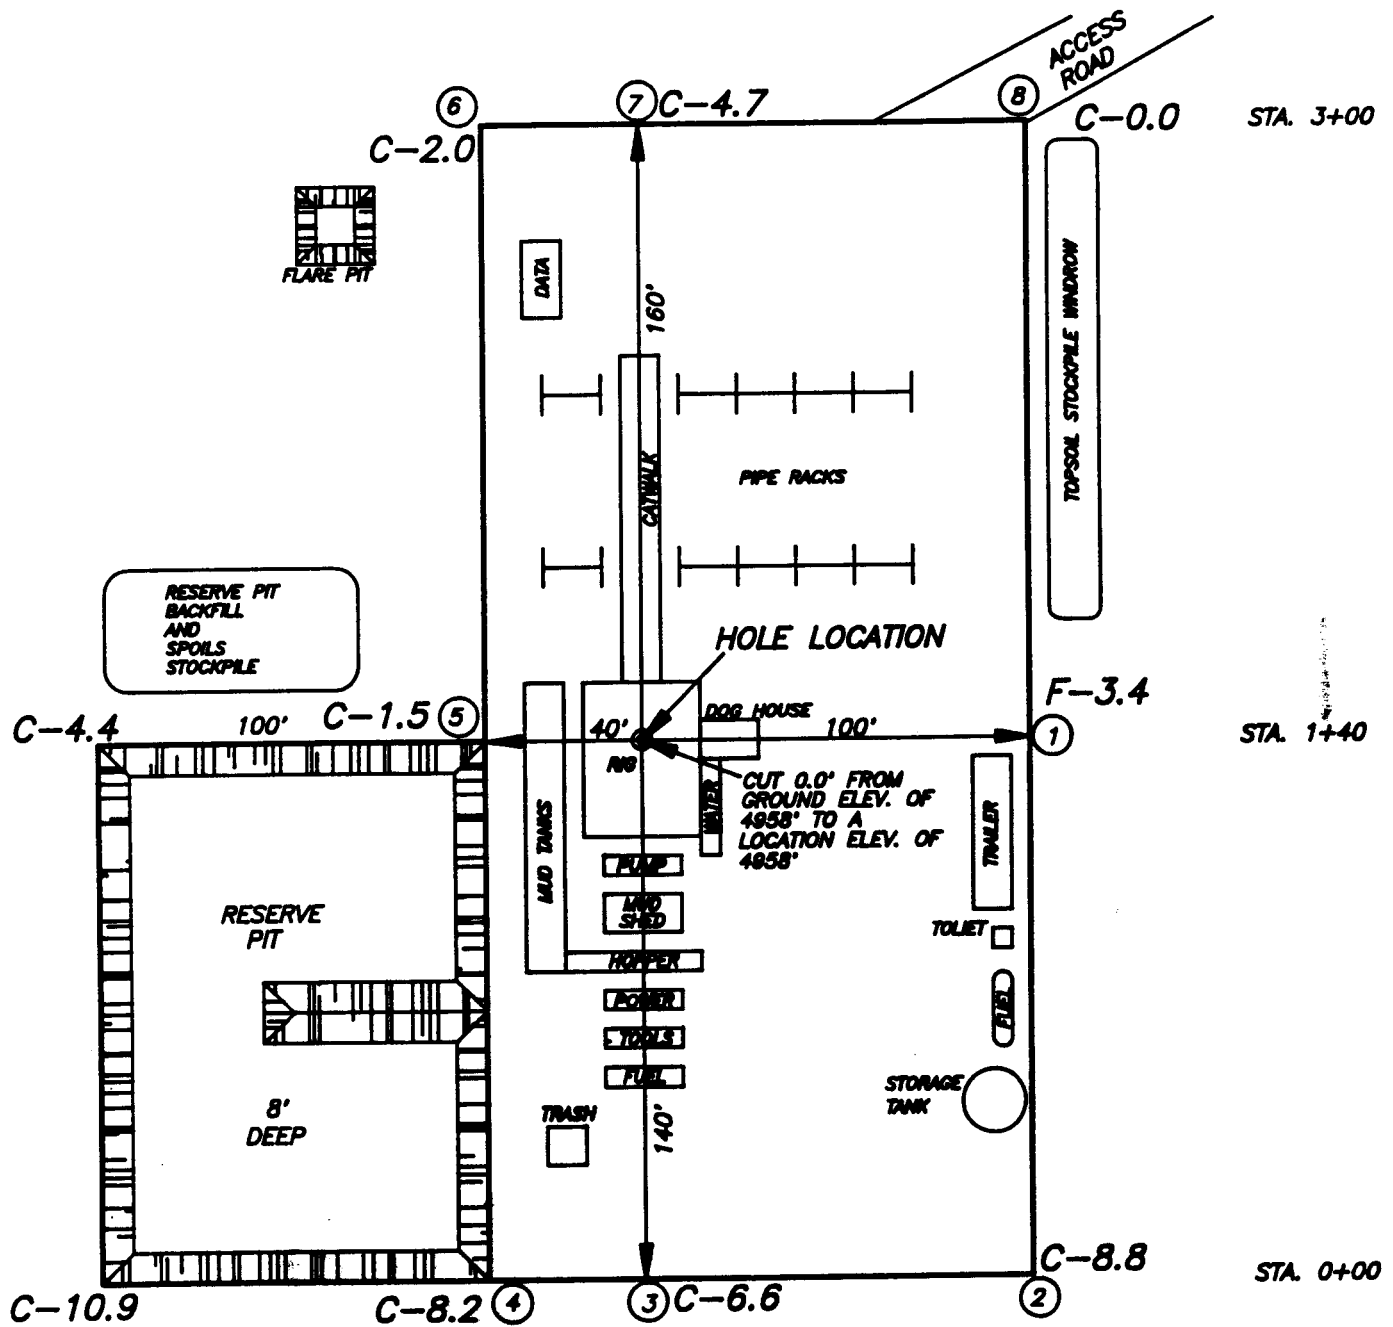 ACCESS
ROAD
6
7
C-4.7
8
C-0.0
STA. 3+00
C-2.0
FLARE PIT
DATA
160'
TOPSOIL STOCKPILE WINDROW
CATWALK
PIPE RACKS
RESERVE PIT
BACKFILL
AND
SPOILS
STOCKPILE
HOLE LOCATION
F-3.4
C-4.4
100'
C-1.5
5
40'
DOG HOUSE
100'
1
STA. 1+40
RIG
CUT 0.0' FROM
GROUND ELEV. OF
4958' TO A
LOCATION ELEV. OF
4958'
WATER
MUD TANKS
TRAILER
PUMP
MUD
SHED
RESERVE
PIT
TOLIET
HOPPER
POWER
FUEL
TOOLS
FUEL
STORAGE
TANK
8'
DEEP
TRASH
140'
C-8.8
STA. 0+00
C-10.9
C-8.2
4
3
C-6.6
2